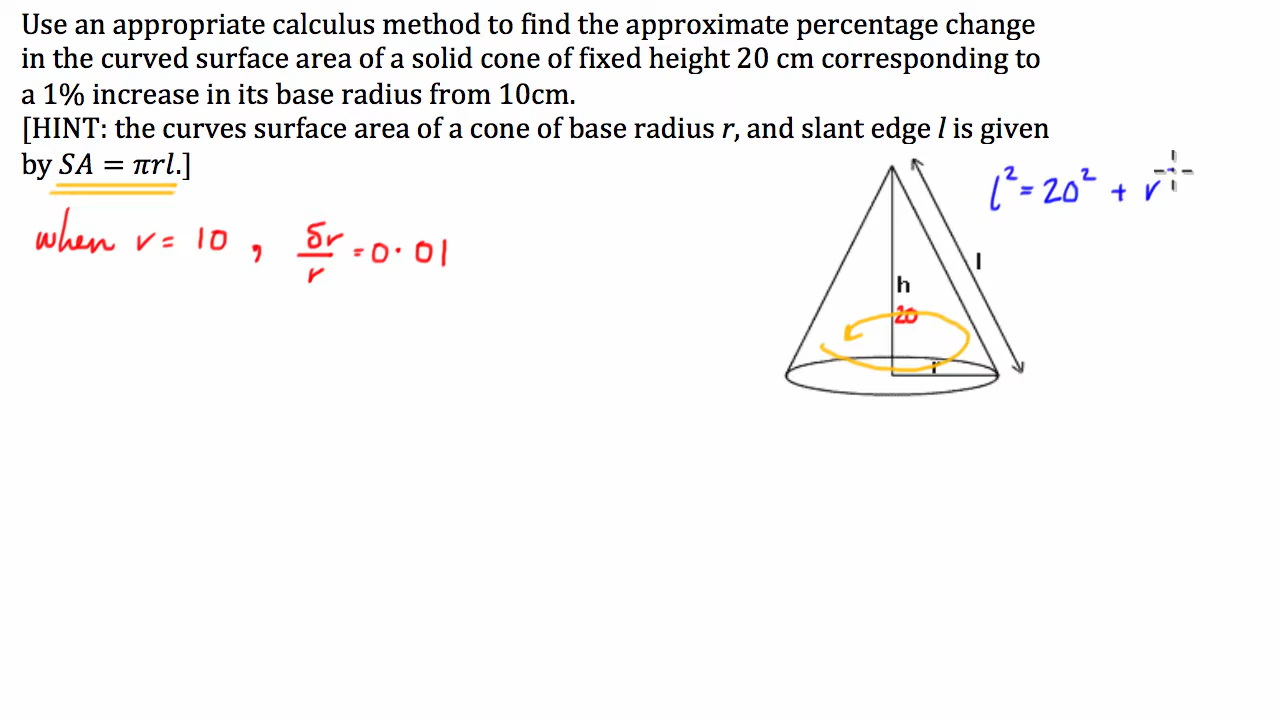 Use an appropriate calculus method to find the approximate percentage change
in the curved surface area of a solid cone of fixed height 20 cm corresponding to
a 1% increase in its base radius from 10cm.
[HINT: the curves surface area of a cone of base radius r, and slant edge l is given
by SA = πrl.]
l² = 20² + r
when r = 10 , δr/r = 0.01
l
h
20
r